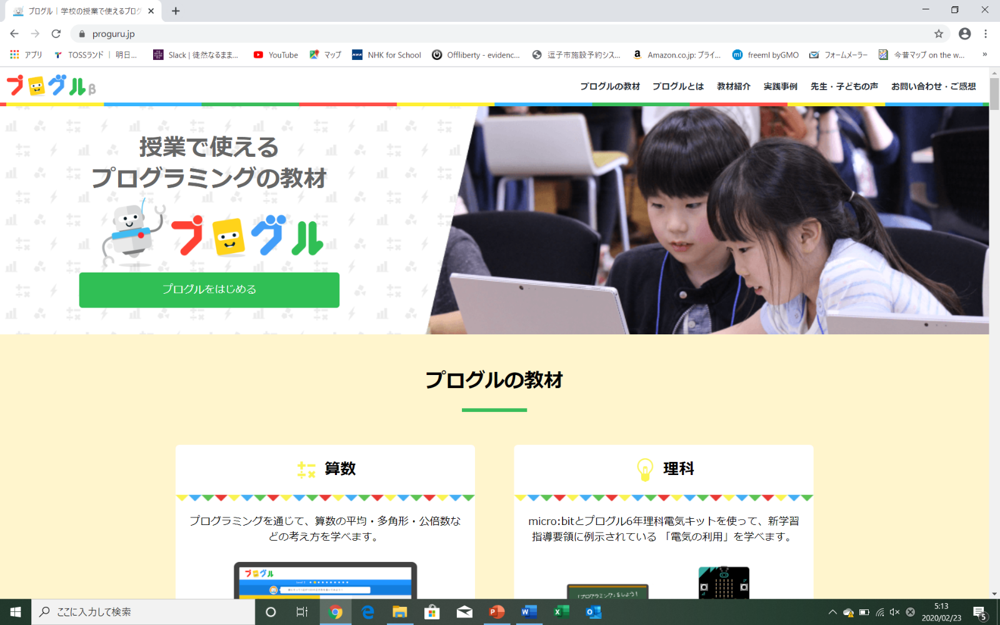 プログル｜学校の授業で使えるプログ
proguru.jp
アプリ
TOSSランド ｜ 明日...
Slack | 徒然なるまま...
YouTube
マップ
NHK for School
Offliberty - evidenc...
逗子市施設予約シス...
Amazon.co.jp: プライ...
freeml byGMO
フォームメーラー
今昔マップ on the w...
»
プログルβ
プログルの教材
プログルとは
教材紹介
実践事例
先生・子どもの声
お問い合わせ・ご感想
授業で使える
プログラミングの教材
プログル
プログルをはじめる
プログルの教材
算数
プログラミングを通じて、算数の平均・多角形・公倍数な
どの考え方を学べます。
プログル
Level 3
理科
micro:bitとプログル6年理科電気キットを使って、新学習
指導要領に例示されている 「電気の利用」を学べます。
「プログラミング」をしよう！
ここに入力して検索
5:13
2020/02/23
5